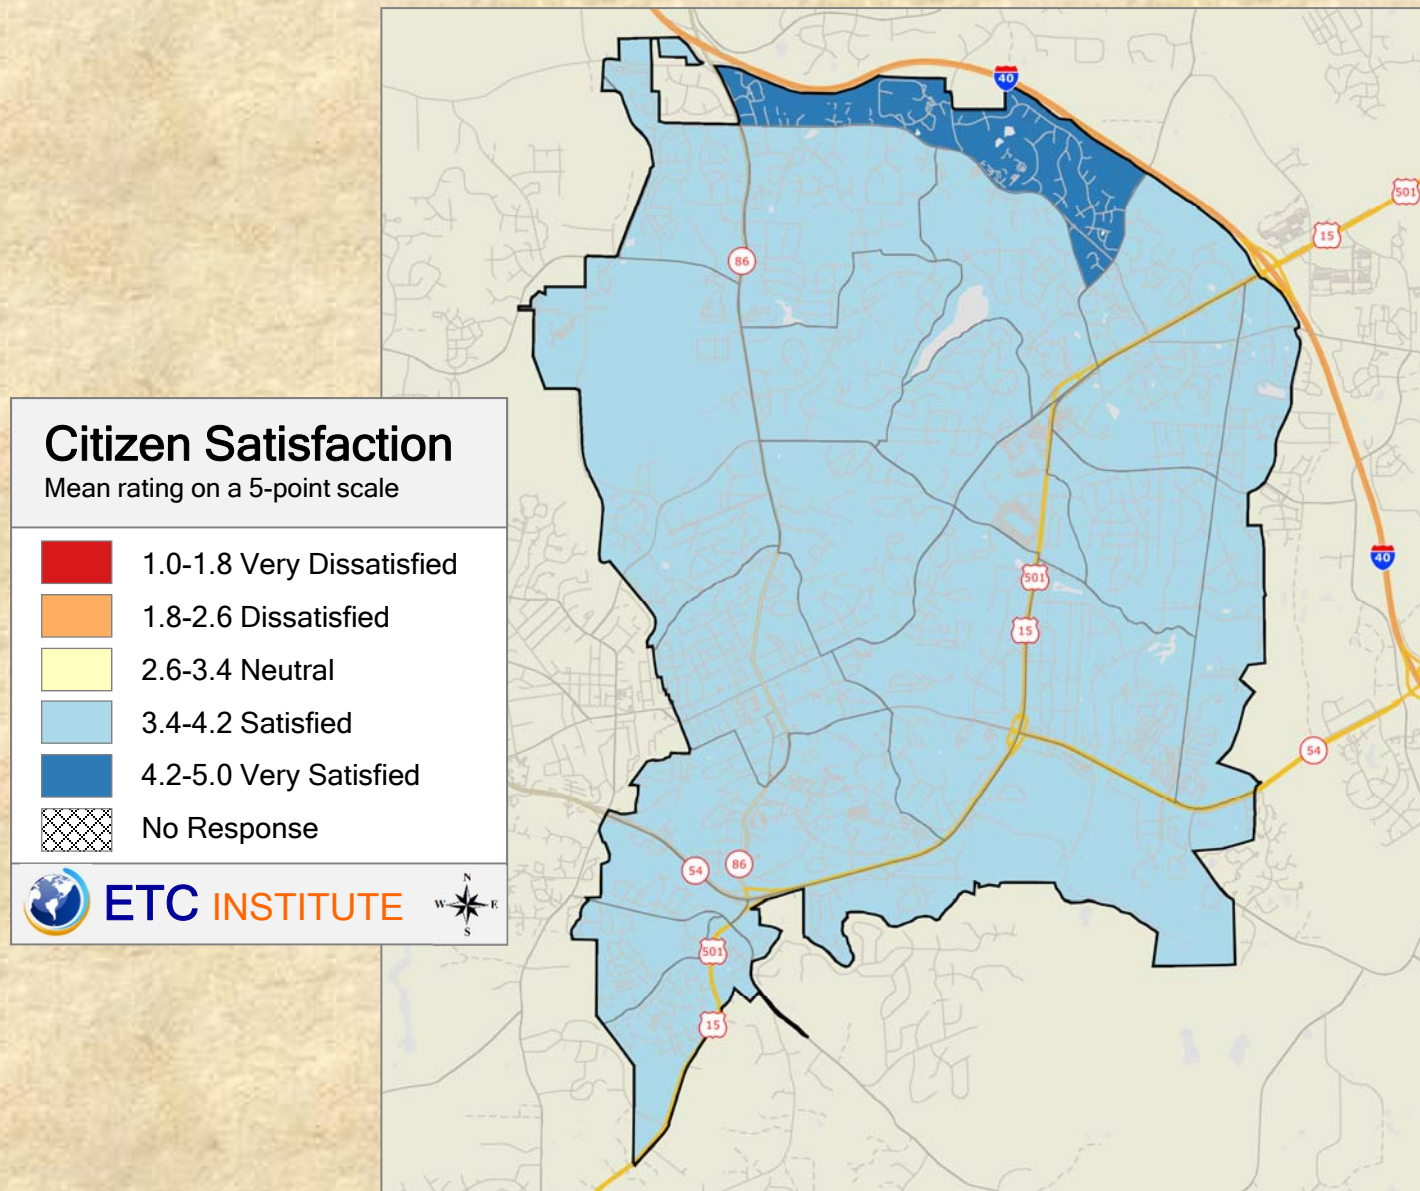 Citizen Satisfaction
Mean rating on a 5-point scale
1.0-1.8 Very Dissatisfied
1.8-2.6 Dissatisfied
2.6-3.4 Neutral
3.4-4.2 Satisfied
4.2-5.0 Very Satisfied
No Response
ETC INSTITUTE
N
W E
S
40
501
15
86
40
501
15
54
54
86
501
15